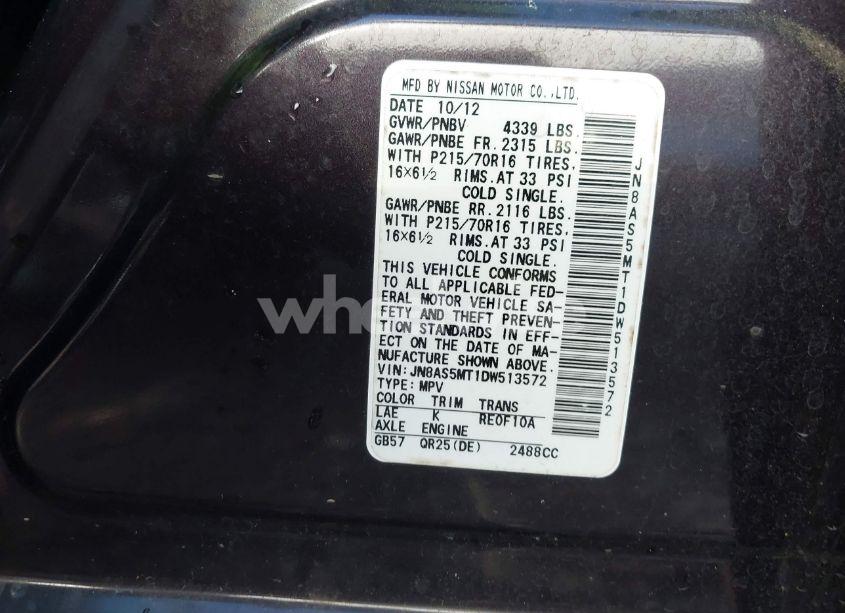 MFD BY NISSAN MOTOR CO.,LTD.
DATE 10/12
GVWR/PNBV 4339 LBS.
GAWR/PNBE FR. 2315 LBS.
WITH P215/70R16 TIRES,
16×6½ RIMS.AT 33 PSI
COLD SINGLE.
GAWR/PNBE RR. 2116 LBS.
WITH P215/70R16 TIRES,
16×6½ RIMS.AT 33 PSI
COLD SINGLE.
THIS VEHICLE CONFORMS
TO ALL APPLICABLE FED-
ERAL MOTOR VEHICLE SA-
FETY AND THEFT PREVEN-
TION STANDARDS IN EFF-
ECT ON THE DATE OF MA-
NUFACTURE SHOWN ABOVE.
VIN:JN8AS5MT1DW513572
TYPE:MPV
COLOR TRIM TRANS
LAE K RE0F10A
AXLE ENGINE
GB57 QR25(DE) 2488CC
JN8AS5MT1DW513572